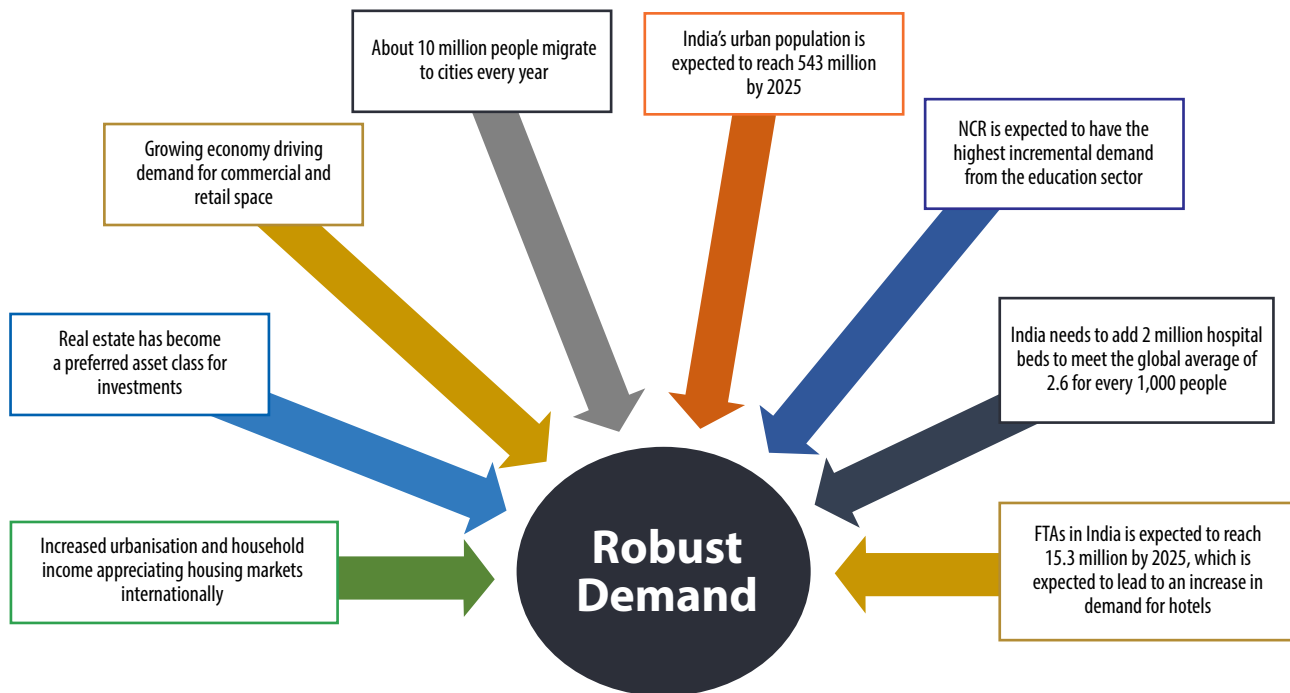 About 10 million people migrate
to cities every year
India's urban population is
expected to reach 543 million
by 2025
Growing economy driving
demand for commercial and
retail space
NCR is expected to have the
highest incremental demand
from the education sector
Real estate has become
a preferred asset class for
investments
India needs to add 2 million hospital
beds to meet the global average of
2.6 for every 1,000 people
Increased urbanisation and household
income appreciating housing markets
internationally
Robust
Demand
FTAs in India is expected to reach
15.3 million by 2025, which is
expected to lead to an increase in
demand for hotels